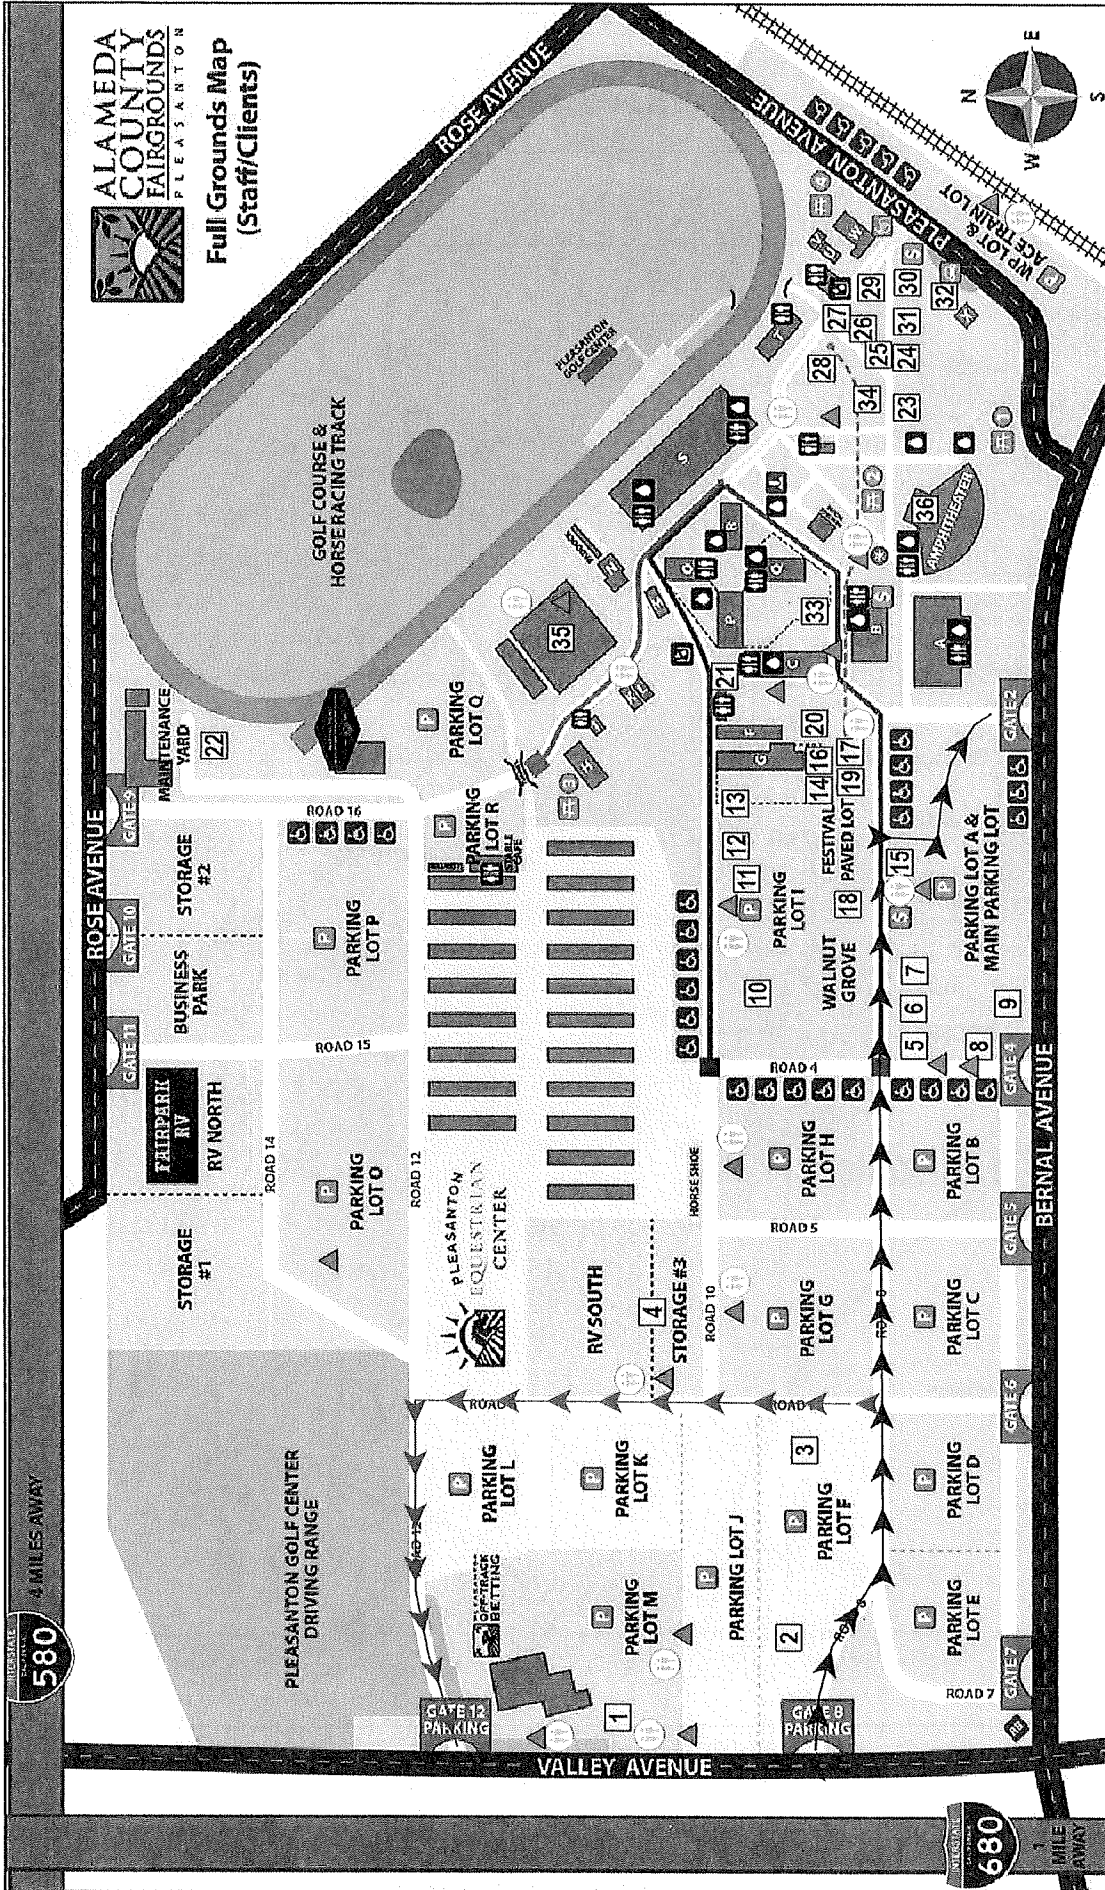 ALAMEDA
COUNTY
FAIRGROUNDS
PLEASANTON
Full Grounds Map
(Staff/Clients)
INTERSTATE
580
4 MILES AWAY
INTERSTATE
680
1
MILE
AWAY
ROSE AVENUE
ROSE AVENUE
PLEASANTON AVENUE
BERNAL AVENUE
VALLEY AVENUE
N
E
S
W
WP LOT &
ACE TRAIN LOT
GOLF COURSE &
HORSE RACING TRACK
PLEASANTON
GOLF CENTER
PLEASANTON GOLF CENTER
DRIVING RANGE
STORAGE
#1
FAIRPARK
RV
RV NORTH
BUSINESS
PARK
STORAGE
#2
MAINTENANCE
YARD
22
GATE 11
GATE 10
GATE 9
ROAD 14
ROAD 15
ROAD 16
ROAD 12
PARKING
LOT O
PARKING
LOT P
PARKING
LOT Q
PARKING
LOT R
STABLE
CAFE
PLEASANTON
EQUESTRIAN
CENTER
RV SOUTH
4
STORAGE #3
HORSE SHOE
ROAD 10
PARKING
LOT L
PARKING
LOT K
PARKING
LOT M
PARKING LOT J
PARKING
LOT F
PLEASANTON
OFF-TRACK
BETTING
GATE 12
PARKING
GATE 8
PARKING
1
2
3
ROAD 7
ROAD 8
ROAD 5
ROAD 4
PARKING
LOT E
PARKING
LOT D
PARKING
LOT C
PARKING
LOT B
PARKING
LOT G
PARKING
LOT H
PARKING
LOT I
WALNUT
GROVE
FESTIVAL
PAVED LOT
PARKING LOT A &
MAIN PARKING LOT
GATE 7
GATE 6
GATE 5
GATE 4
GATE 2
5
6
7
8
9
10
11
12
13
14
16
19
17
15
18
20
21
33
35
AMPHITHEATER
36
A
B
C
F
G
P
Q
R
S
T
23
24
25
26
27
28
29
30
31
32
34